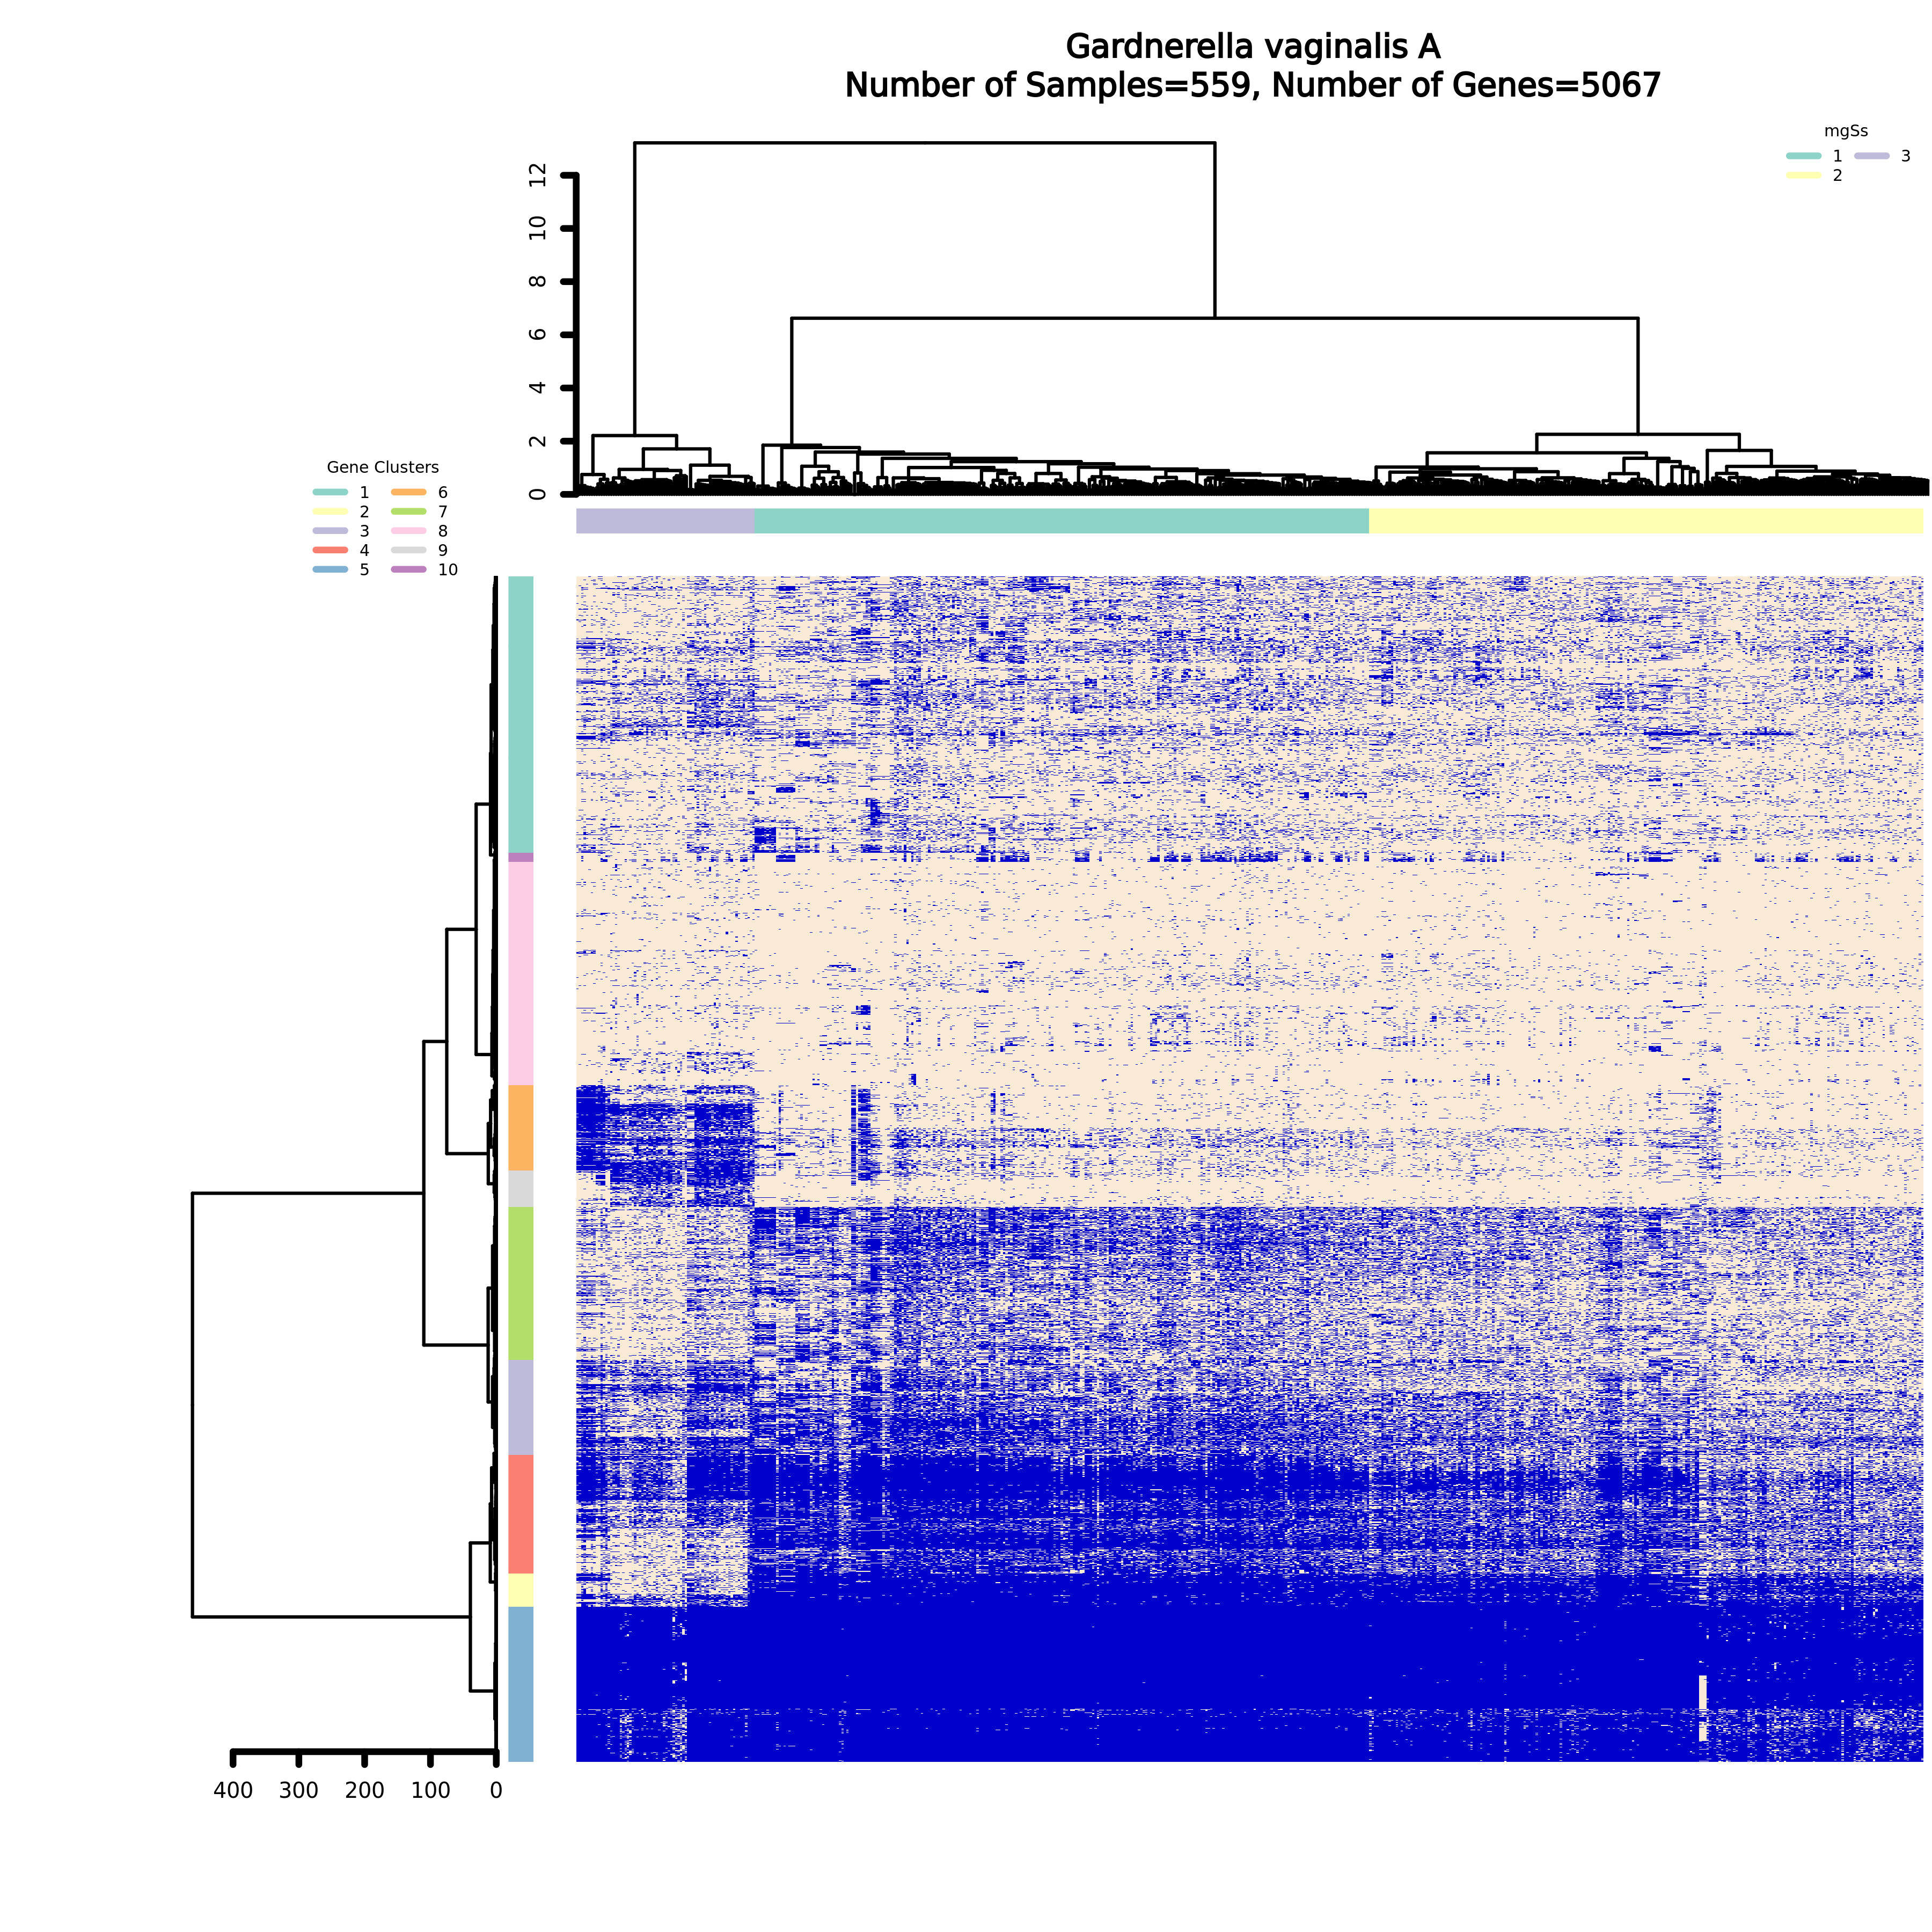 Gardnerella vaginalis A
Number of Samples=559, Number of Genes=5067
mgSs
1 3
2
12
10
8
6
4
2
0
Gene Clusters
1 6
2 7
3 8
4 9
5 10
400 300 200 100 0